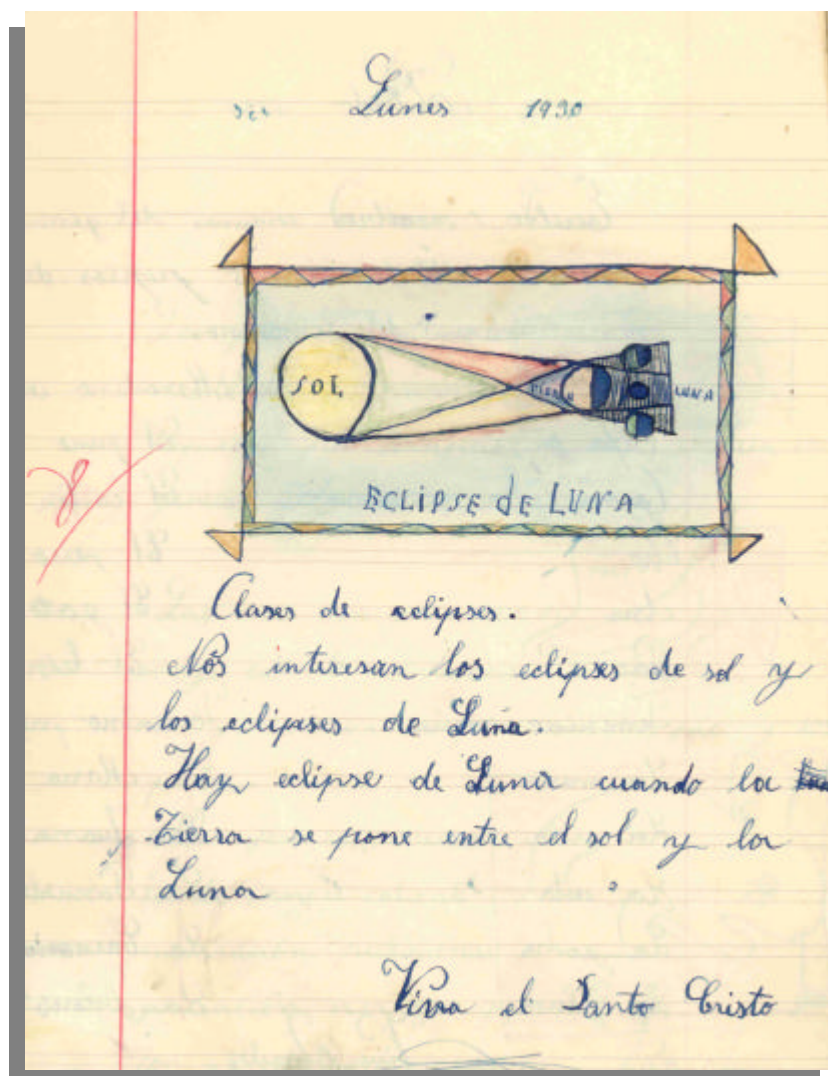 Lunes 1930
SOL TIERRA LUNA
ECLIPSE dE LUNA
8
Clases de eclipses.
Nos interesan los eclipses de sol y
los eclipses de Luna.
Hay eclipse de Luna cuando la
Tierra se pone entre el sol y la
Luna
Viva el Santo Cristo